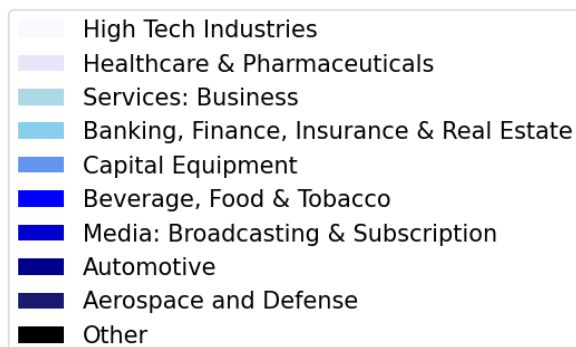 High Tech Industries
Healthcare & Pharmaceuticals
Services: Business
Banking, Finance, Insurance & Real Estate
Capital Equipment
Beverage, Food & Tobacco
Media: Broadcasting & Subscription
Automotive
Aerospace and Defense
Other